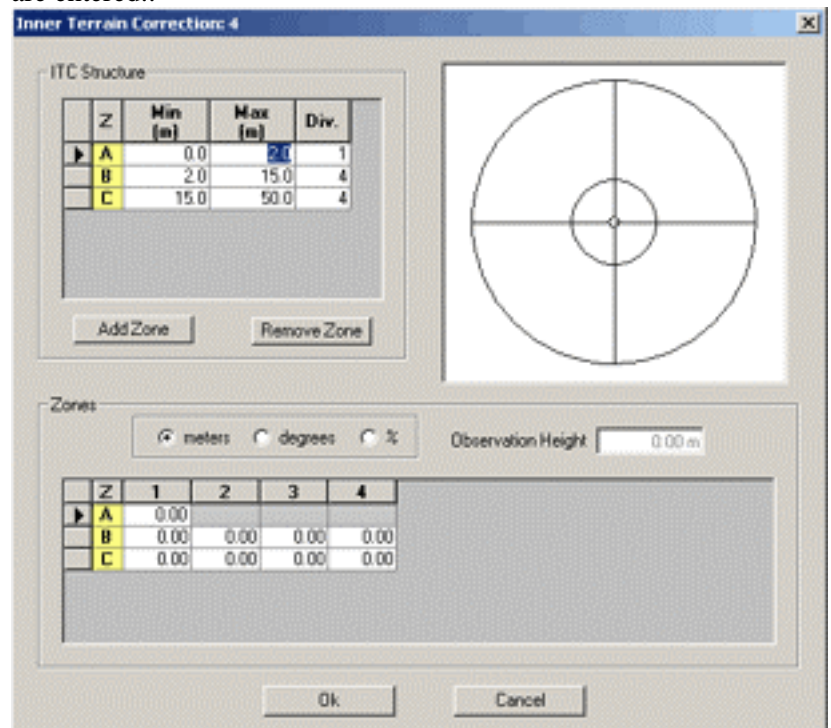 are entered..
Inner Terrain Correction: 4
ITC Structure
Z Min (m) Max (m) Div.
A 0.0 2.0 1
B 2.0 15.0 4
C 15.0 50.0 4
Add Zone Remove Zone
Zones
meters degrees % Observation Height 0.00 m
Z 1 2 3 4
A 0.00
B 0.00 0.00 0.00 0.00
C 0.00 0.00 0.00 0.00
Ok Cancel